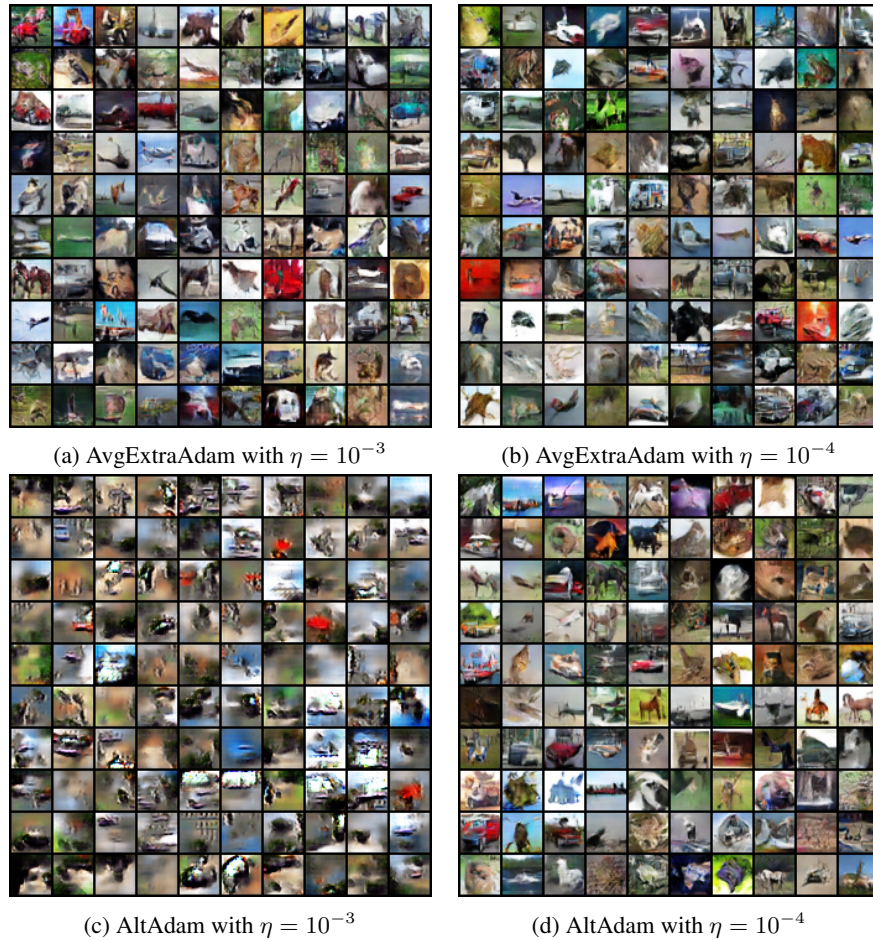 (a) AvgExtraAdam with η = 10⁻³
(b) AvgExtraAdam with η = 10⁻⁴
(c) AltAdam with η = 10⁻³
(d) AltAdam with η = 10⁻⁴